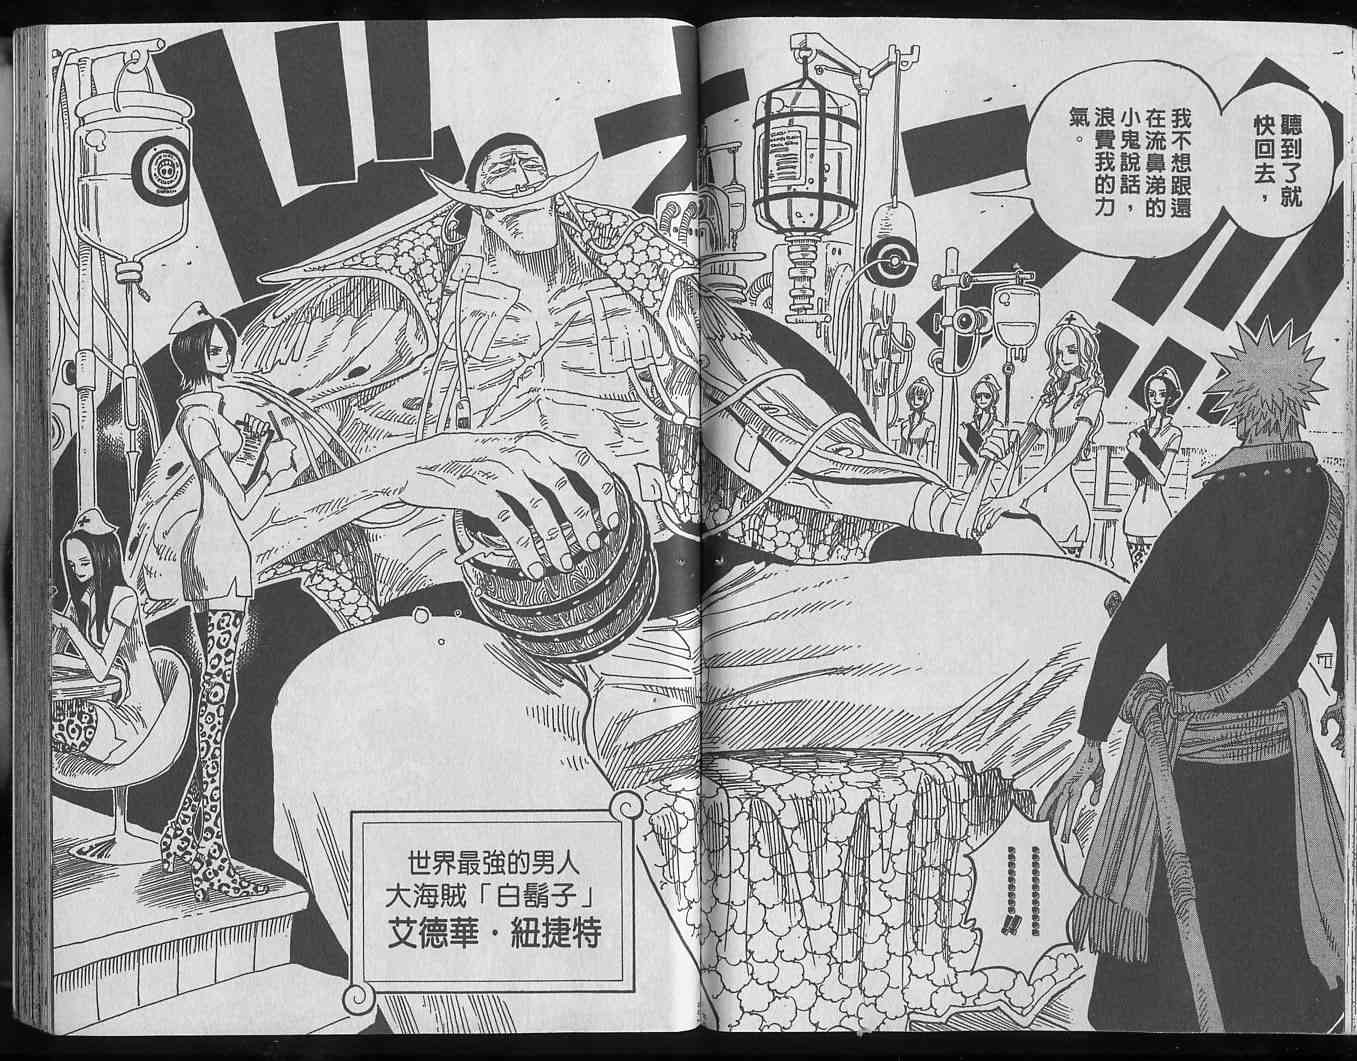 聽到了就
快回去，
我不想跟還
在流鼻涕的
小鬼說話，
浪費我的力
氣。
⋯⋯⋯⋯⋯⋯
⋯⋯⋯⋯!!
世界最強的男人
大海賊「白鬍子」
艾德華・紐捷特